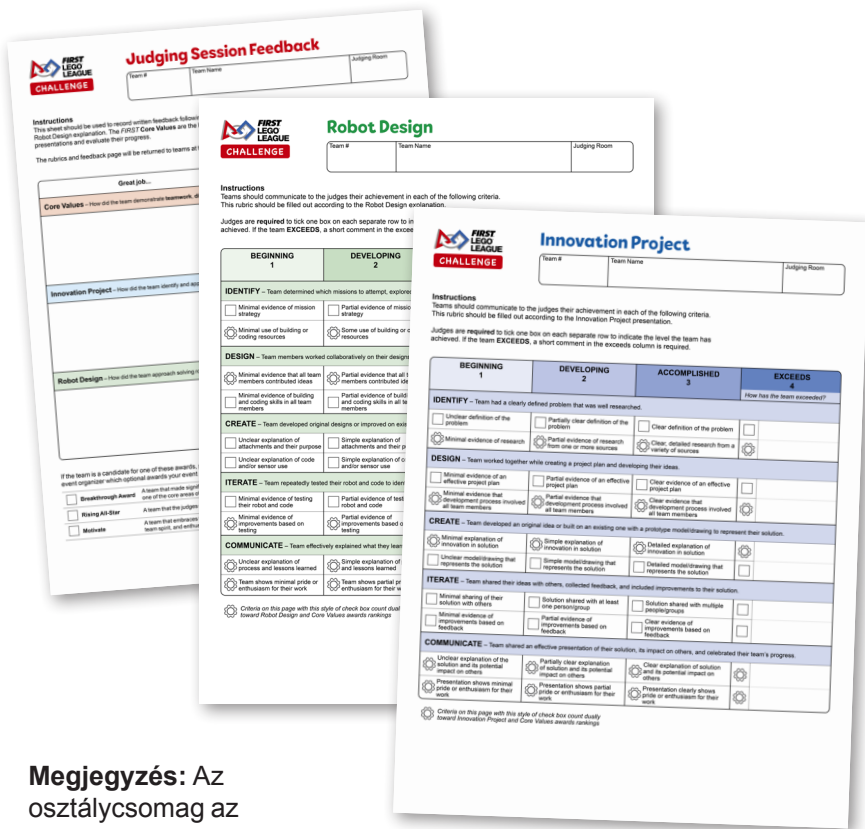 FIRST
LEGO
LEAGUE
CHALLENGE
Judging Session Feedback
Team #
Team Name
Judging Room
Instructions
This sheet should be used to record written feedback following
Robot Design explanation. The FIRST Core Values are the
presentations and evaluate their progress.
The rubrics and feedback page will be returned to teams at
Great job...
Core Values – How did the team demonstrate teamwork,
Innovation Project – How did the team identify and
Robot Design – How did the team approach solving
If the team is a candidate for one of these awards,
event organizer which optional awards your event
Breakthrough Award
A team that made
one of the core areas
Rising All-Star
A team that the judges
Motivate
A team that embraces
team spirit, and
FIRST
LEGO
LEAGUE
CHALLENGE
Robot Design
Team #
Team Name
Judging Room
Instructions
Teams should communicate to the judges their achievement in each of the following criteria.
This rubric should be filled out according to the Robot Design explanation.
Judges are required to tick one box on each separate row to
achieved. If the team EXCEEDS, a short comment in the
BEGINNING
1
DEVELOPING
2
IDENTIFY – Team determined which missions to attempt,
Minimal evidence of mission
strategy
Partial evidence of
strategy
Minimal use of building or
coding resources
Some use of building or
resources
DESIGN – Team members worked collaboratively on their
Minimal evidence that all team
members contributed ideas
Partial evidence that all
members contributed
Minimal evidence of building
and coding skills in all team
members
Partial evidence of
and coding skills in all
members
CREATE – Team developed original designs or improved on
Unclear explanation of
attachments and their purpose
Simple explanation of
attachments and their
Unclear explanation of code
and/or sensor use
Simple explanation of
and/or sensor use
ITERATE – Team repeatedly tested their robot and code to
Minimal evidence of testing
their robot and code
Partial evidence of
robot and code
Minimal evidence of
improvements based on
testing
Partial evidence of
improvements based on
testing
COMMUNICATE – Team effectively explained what they
Unclear explanation of
process and lessons learned
Simple explanation of
and lessons learned
Team shows minimal pride or
enthusiasm for their work
Team shows partial
enthusiasm for their work
Criteria on this page with this style of check box count
toward Robot Design and Core Values awards rankings
FIRST
LEGO
LEAGUE
CHALLENGE
Innovation Project
Team #
Team Name
Judging Room
Instructions
Teams should communicate to the judges their achievement in each of the following criteria.
This rubric should be filled out according to the Innovation Project presentation.
Judges are required to tick one box on each separate row to indicate the level the team has
achieved. If the team EXCEEDS, a short comment in the exceeds column is required.
BEGINNING
1
DEVELOPING
2
ACCOMPLISHED
3
EXCEEDS
4
How has the team exceeded?
IDENTIFY – Team had a clearly defined problem that was well researched.
Unclear definition of the
problem
Partially clear definition of the
problem
Clear definition of the problem
Minimal evidence of research
Partial evidence of research
from one or more sources
Clear, detailed research from a
variety of sources
DESIGN – Team worked together while creating a project plan and developing their ideas.
Minimal evidence of an
effective project plan
Partial evidence of an effective
project plan
Clear evidence of an effective
project plan
Minimal evidence that
development process involved
all team members
Partial evidence that
development process involved
all team members
Clear evidence that
development process involved
all team members
CREATE – Team developed an original idea or built on an existing one with a prototype model/drawing to represent their solution.
Minimal explanation of
innovation in solution
Simple explanation of
innovation in solution
Detailed explanation of
innovation in solution
Unclear model/drawing that
represents the solution
Simple model/drawing that
represents the solution
Detailed model/drawing that
represents the solution
ITERATE – Team shared their ideas with others, collected feedback, and included improvements to their solution.
Minimal sharing of their
solution with others
Solution shared with at least
one person/group
Solution shared with multiple
people/groups
Minimal evidence of
improvements based on
feedback
Partial evidence of
improvements based on
feedback
Clear evidence of
improvements based on
feedback
COMMUNICATE – Team shared an effective presentation of their solution, its impact on others, and celebrated their team's progress.
Unclear explanation of the
solution and its potential
impact on others
Partially clear explanation
of solution and its potential
impact on others
Clear explanation of solution
and its potential impact on
others
Presentation shows minimal
pride or enthusiasm for their
work
Presentation shows partial
pride or enthusiasm for their
work
Presentation clearly shows
pride or enthusiasm for their
work
Criteria on this page with this style of check box count dually
toward Innovation Project and Core Values awards rankings
Megjegyzés: Az
osztálycsomag az